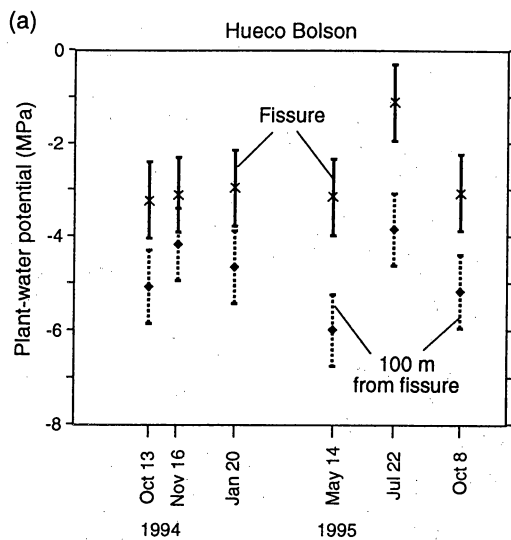 (a)
Hueco Bolson
Plant-water potential (MPa)
0
-2
-4
-6
-8
Fissure
100 m
from fissure
Oct 13
Nov 16
Jan 20
May 14
Jul 22
Oct 8
1994
1995